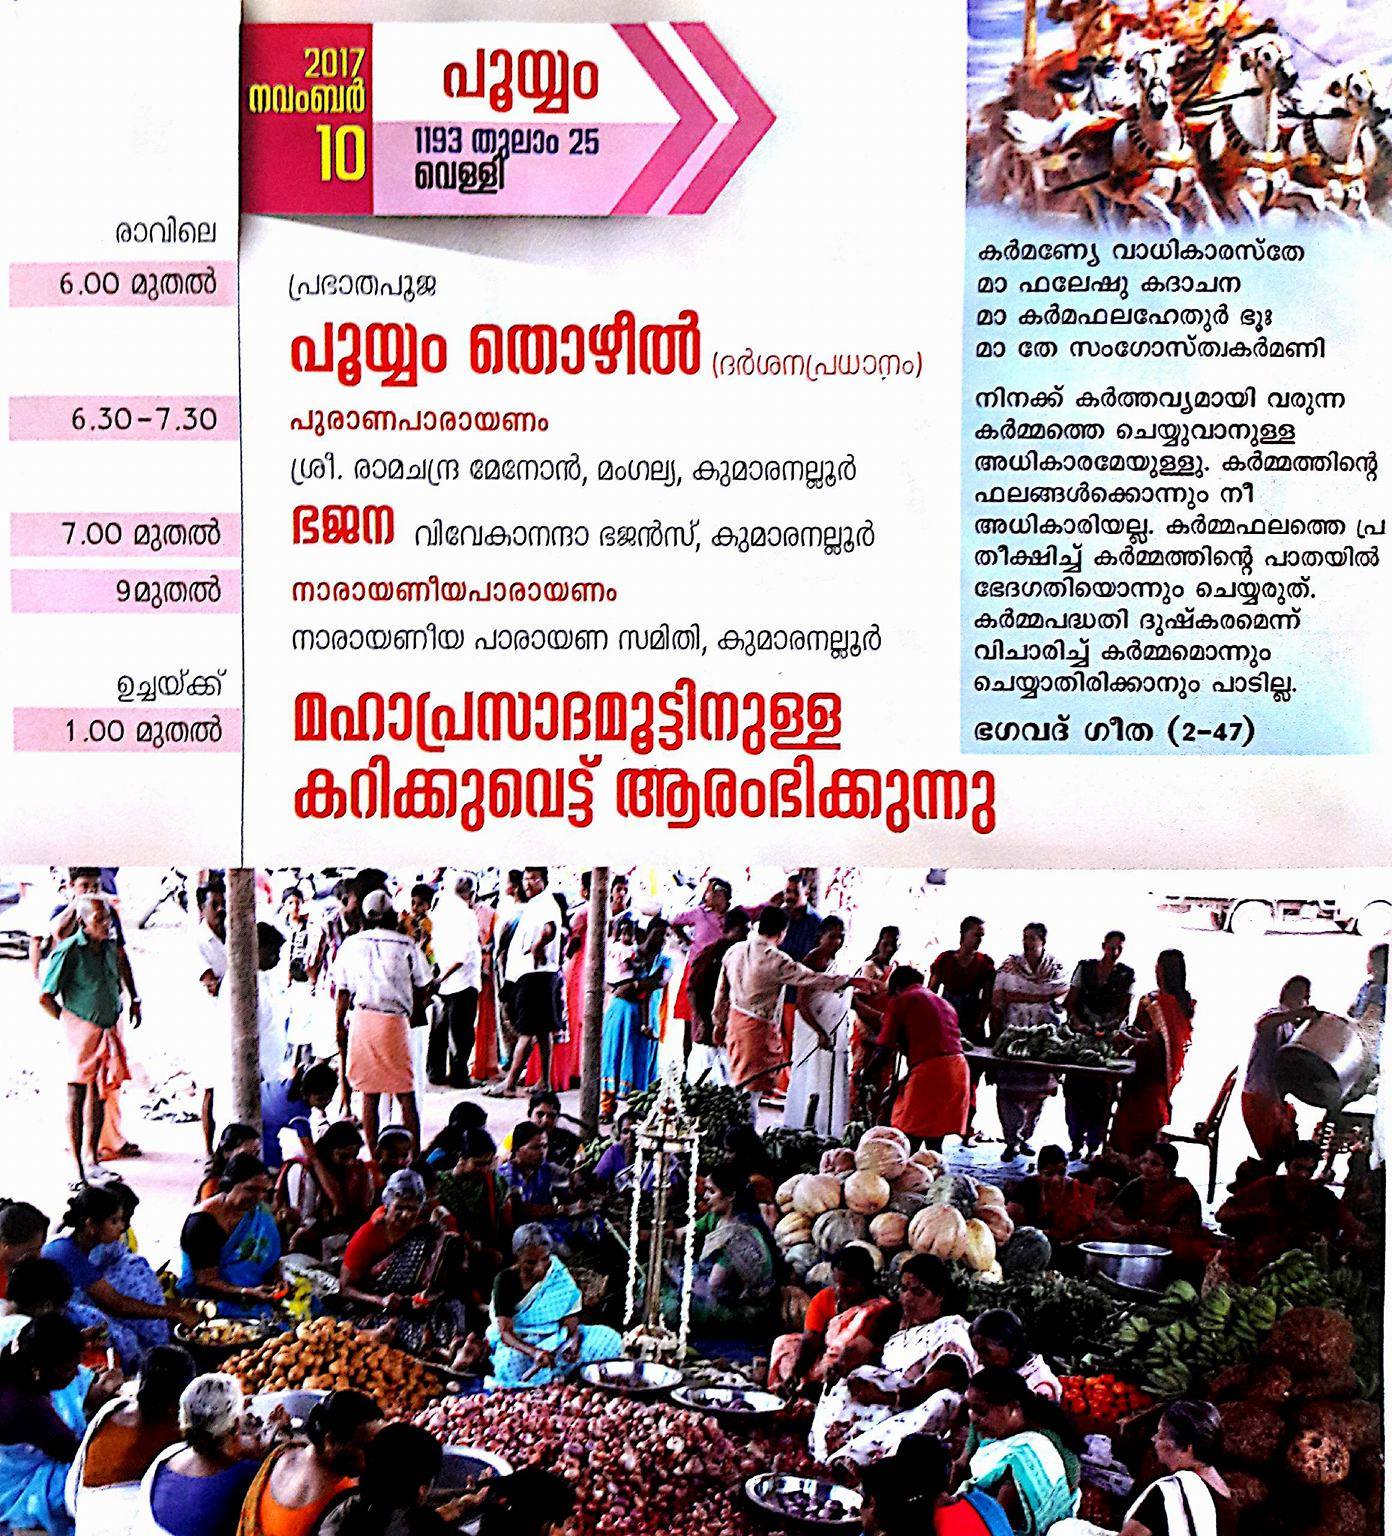 2017
നവംബർ
10
പൂയ്യം
1193 തുലാം 25
വെള്ളി
രാവിലെ
6.00 മുതൽ
പ്രഭാതപൂജ
പൂയ്യം തൊഴീൽ (ദർശനപ്രധാനം)
6.30-7.30
പുരാണപാരായണം
ശ്രീ. രാമചന്ദ്ര മേനോൻ, മംഗല്യ, കുമാരനല്ലൂർ
7.00 മുതൽ
ഭജന വിവേകാനന്ദാ ഭജൻസ്, കുമാരനല്ലൂർ
9മുതൽ
നാരായണീയപാരായണം
നാരായണീയ പാരായണ സമിതി, കുമാരനല്ലൂർ
ഉച്ചയ്ക്ക്
1.00 മുതൽ
മഹാപ്രസാദമൂട്ടിനുള്ള
കറിക്കുവെട്ട് ആരംഭിക്കുന്നു
കർമണ്യേ വാധികാരസ്തേ
മാ ഫലേഷു കദാചന
മാ കർമഫലഹേതുർ ഭൂഃ
മാ തേ സംഗോസ്ത്വകർമണി
നിനക്ക് കർത്തവ്യമായി വരുന്ന
കർമ്മത്തെ ചെയ്യുവാനുള്ള
അധികാരമേയുള്ളു. കർമ്മത്തിന്റെ
ഫലങ്ങൾക്കൊന്നും നീ
അധികാരിയല്ല. കർമ്മഫലത്തെ പ്ര
തീക്ഷിച്ച് കർമ്മത്തിന്റെ പാതയിൽ
ഭേദഗതിയൊന്നും ചെയ്യരുത്.
കർമ്മപദ്ധതി ദുഷ്കരമെന്ന്
വിചാരിച്ച് കർമ്മമൊന്നും
ചെയ്യാതിരിക്കാനും പാടില്ല.
ഭഗവദ് ഗീത (2-47)